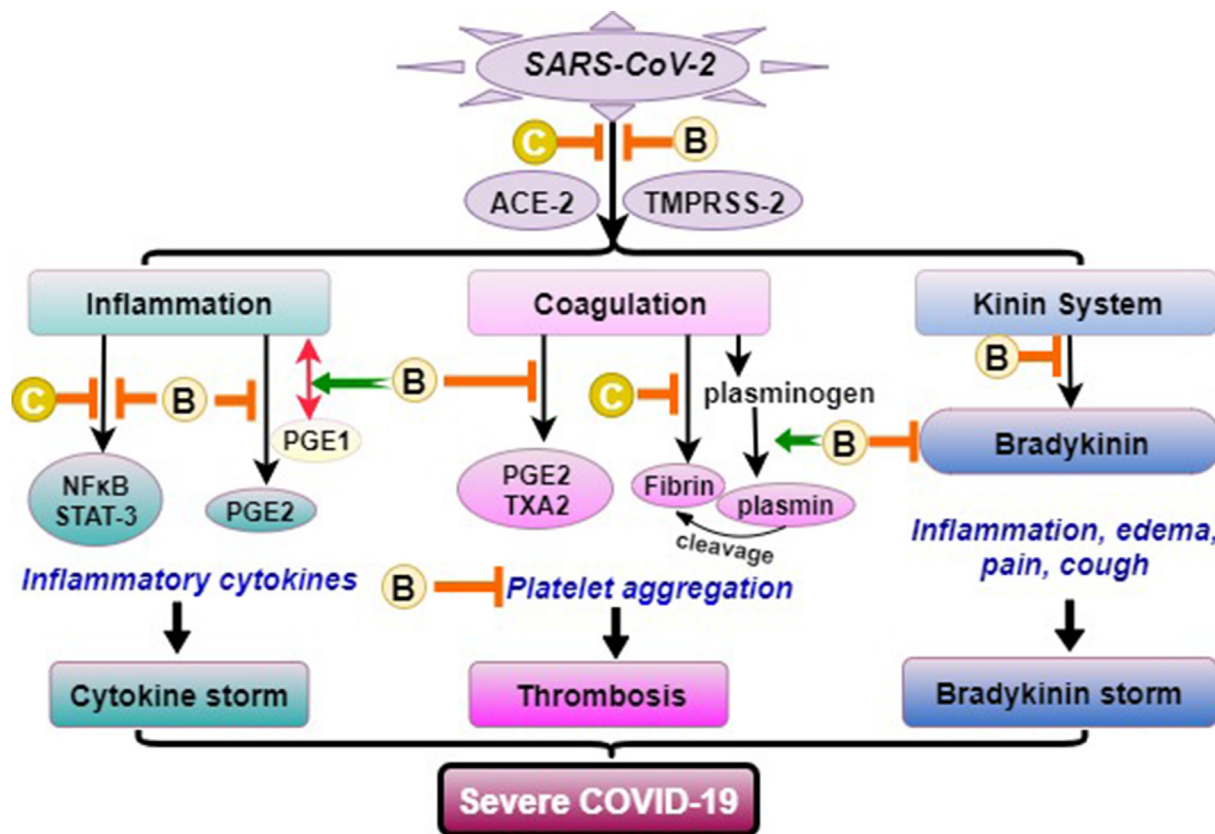 SARS-CoV-2
C
B
ACE-2
TMPRSS-2
Inflammation
Coagulation
Kinin System
B
C
B
B
C
plasminogen
B
Bradykinin
PGE1
NFκB
STAT-3
PGE2
PGE2
TXA2
Fibrin
plasmin
cleavage
Inflammation, edema,
pain, cough
Inflammatory cytokines
B
Platelet aggregation
Cytokine storm
Thrombosis
Bradykinin storm
Severe COVID-19